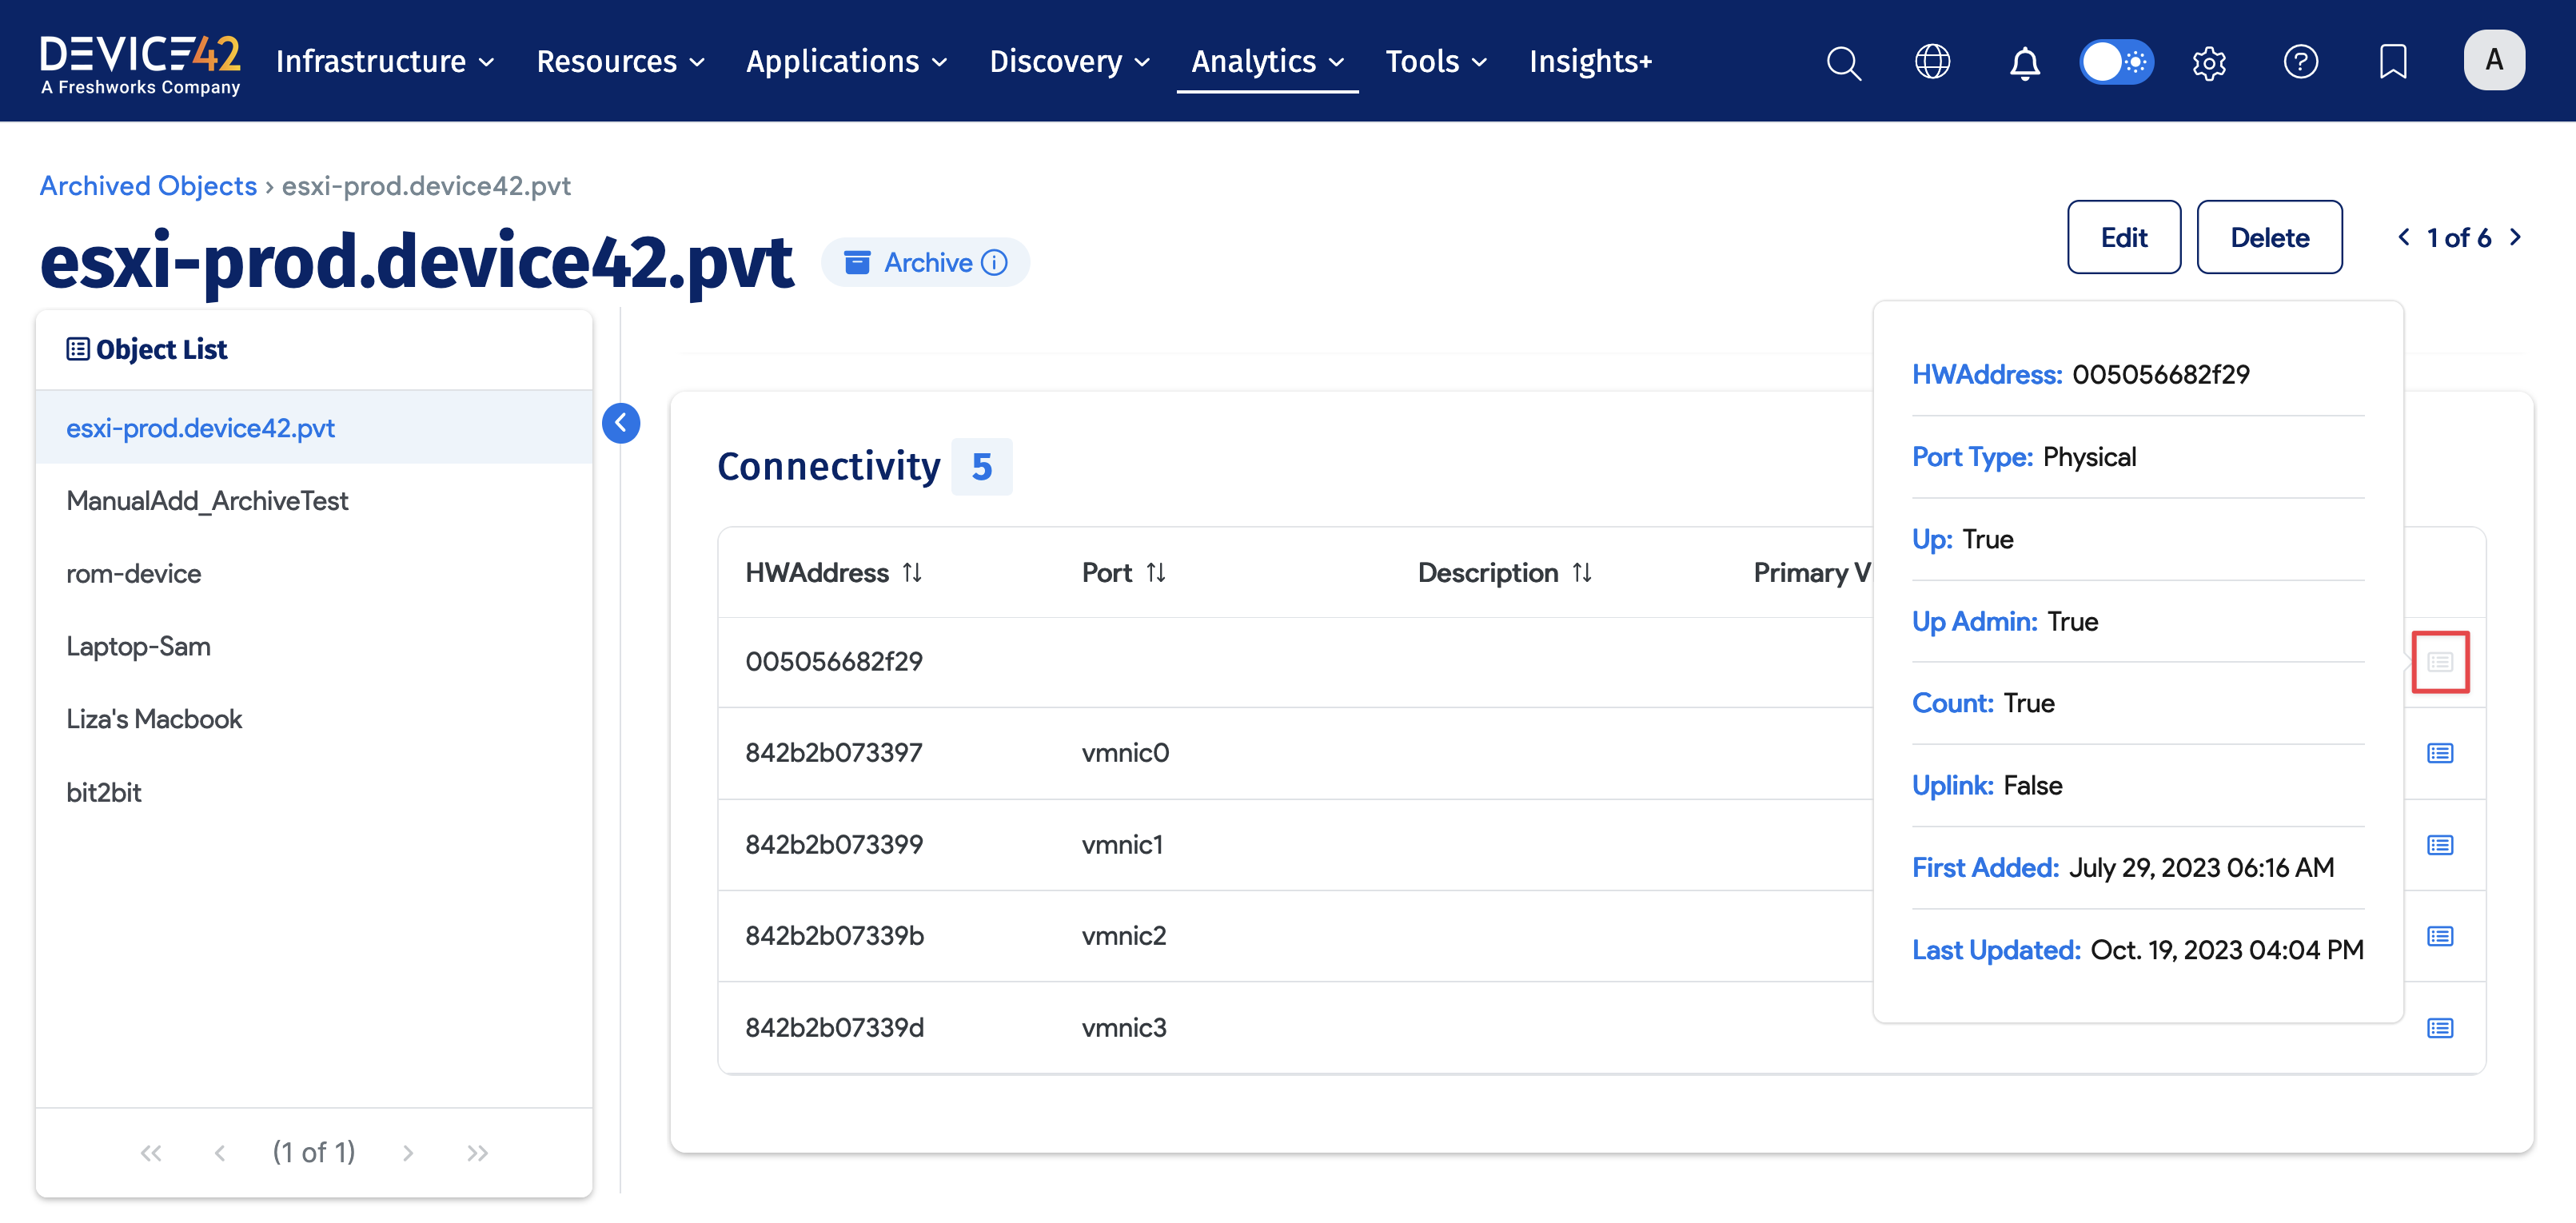 DEVICE42
A Freshworks Company
Infrastructure
Resources
Applications
Discovery
Analytics
Tools
Insights+
A
Archived Objects › esxi-prod.device42.pvt
esxi-prod.device42.pvt
Archive
Edit
Delete
1 of 6
Object List
esxi-prod.device42.pvt
ManualAdd_ArchiveTest
rom-device
Laptop-Sam
Liza's Macbook
bit2bit
(1 of 1)
Connectivity 5
HWAddress Port Description Primary V
005056682f29
842b2b073397 vmnic0
842b2b073399 vmnic1
842b2b07339b vmnic2
842b2b07339d vmnic3
HWAddress: 005056682f29
Port Type: Physical
Up: True
Up Admin: True
Count: True
Uplink: False
First Added: July 29, 2023 06:16 AM
Last Updated: Oct. 19, 2023 04:04 PM